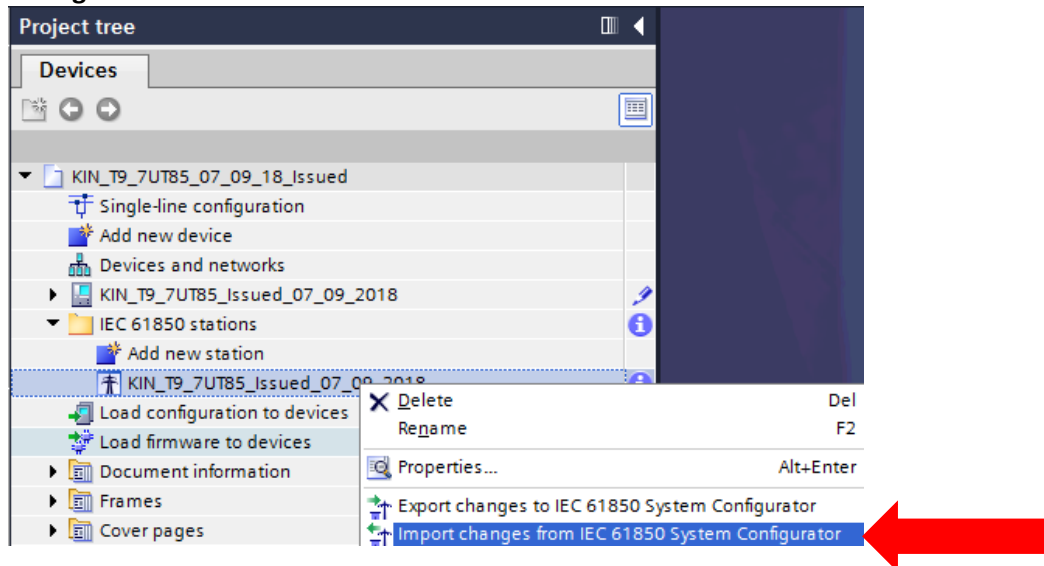 Project tree
Devices
KIN_T9_7UT85_07_09_18_Issued
Single-line configuration
Add new device
Devices and networks
KIN_T9_7UT85_Issued_07_09_2018
IEC 61850 stations
Add new station
KIN_T9_7UT85_Issued_07_09_2018
Load configuration to devices
Load firmware to devices
Document information
Frames
Cover pages
Delete Del
Rename F2
Properties... Alt+Enter
Export changes to IEC 61850 System Configurator
Import changes from IEC 61850 System Configurator